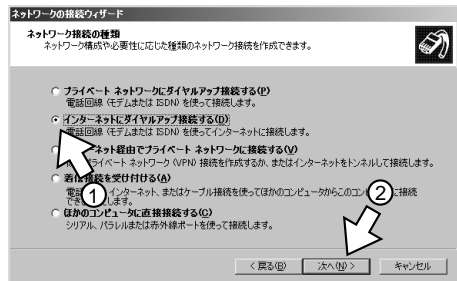 ネットワークの接続ウィザード
ネットワーク接続の種類
ネットワーク構成や必要性に応じた種類のネットワーク接続を作成できます。
プライベート ネットワークにダイヤルアップ接続する(P)
電話回線 (モデムまたは ISDN) を使って接続します。
インターネットにダイヤルアップ接続する(D)
電話回線 (モデムまたは ISDN) を使ってインターネットに接続します。
ネット経由でプライベート ネットワークに接続する(V)
プライベート ネットワーク (VPN) 接続を作成するか、またはインターネットをトンネルして接続します。
着信接続を受け付ける(A)
電話 インターネット、またはケーブル接続を使ってほかのコンピュータからこのコン に接続
でき します。
ほかのコンピュータに直接接続する(C)
シリアル、パラレルまたは赤外線ポートを使って接続します。
1
2
< 戻る(B)
次へ(N) >
キャンセル